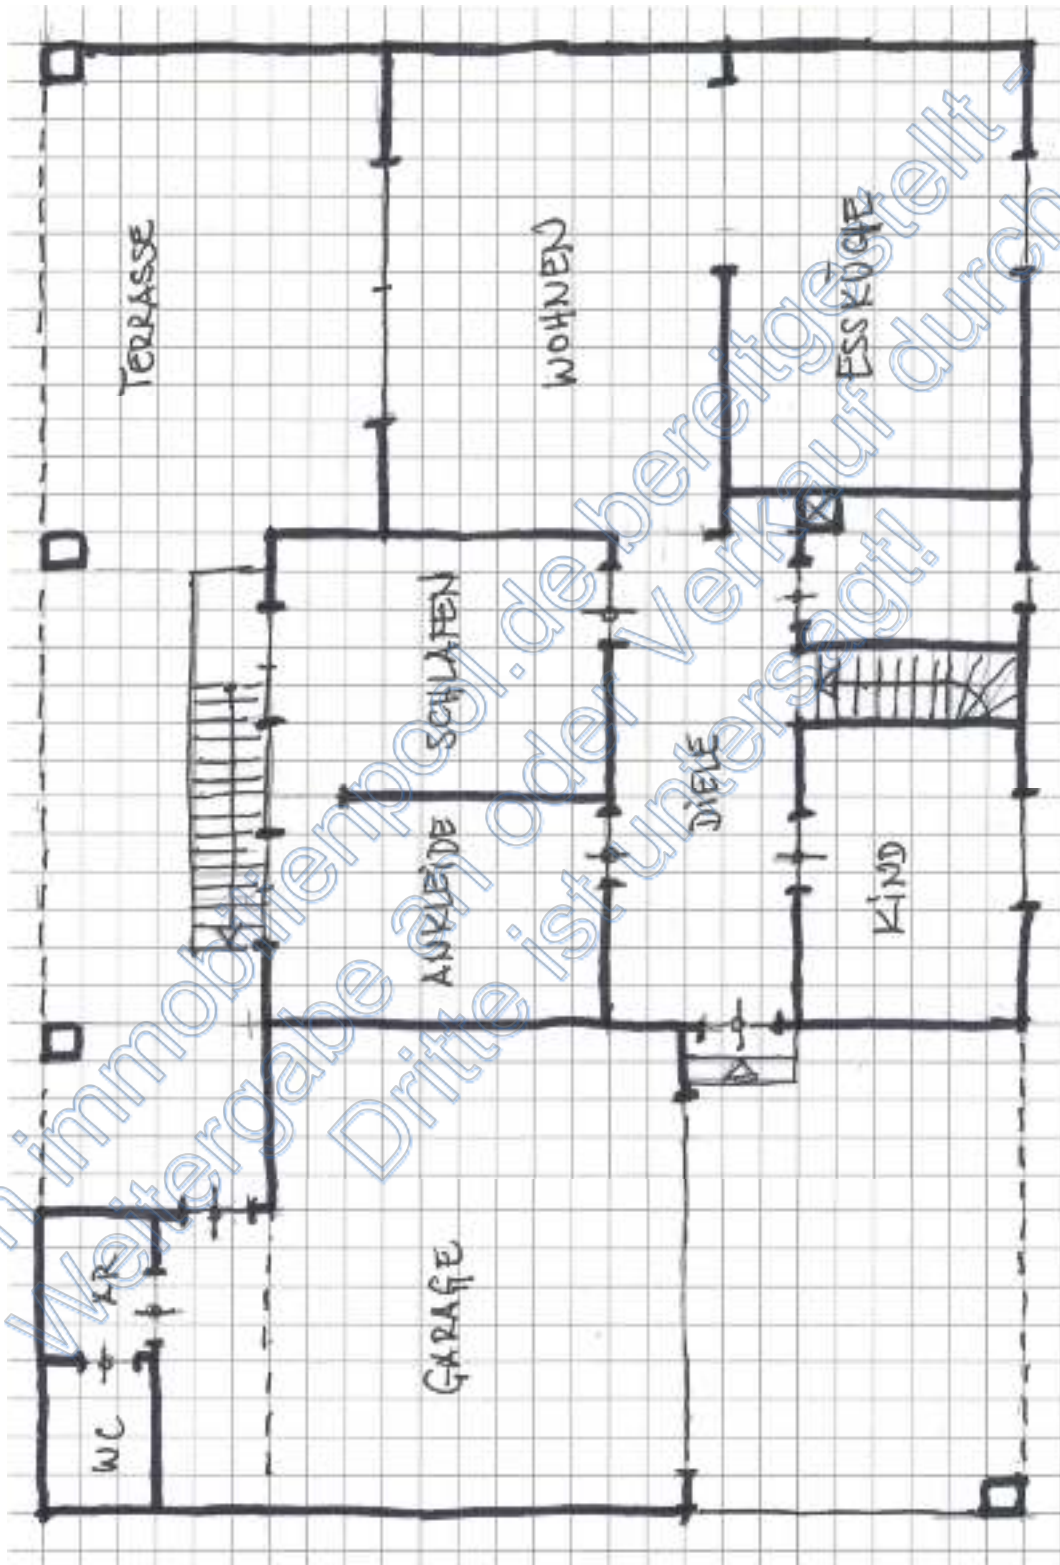 TERRASSE
WOHNEN
ESSKÜCHE
SCHLAFEN
ANKLEIDE
DIELE
KIND
GARAGE
AR
WC
n immobilienpool.de bereitgestellt -
Weitergabe an oder Verkauf durch
Dritte ist untersagt!